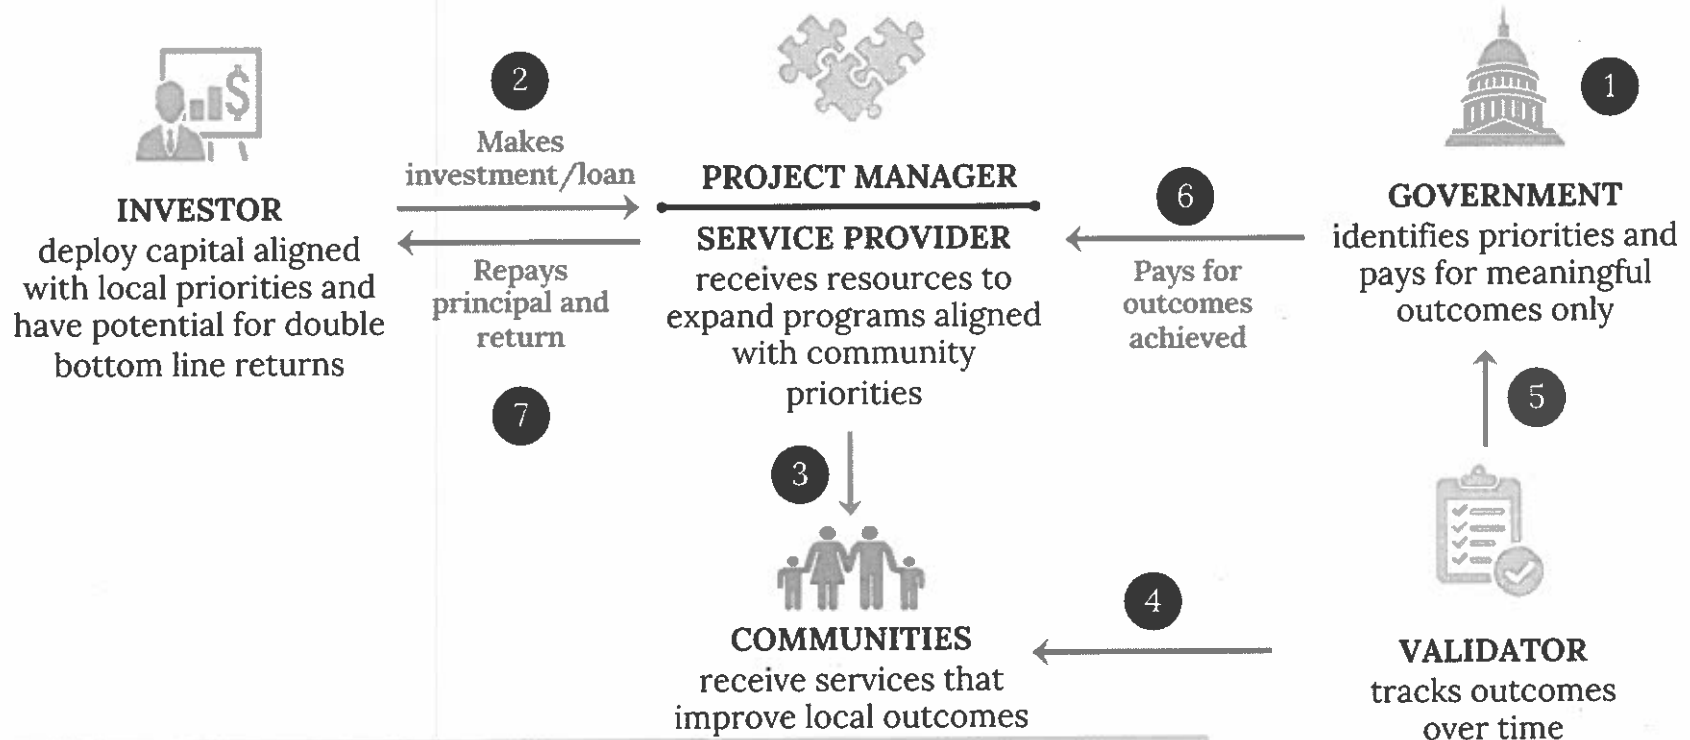 INVESTOR
deploy capital aligned
with local priorities and
have potential for double
bottom line returns
2
Makes
investment/loan
Repays
principal and
return
7
PROJECT MANAGER
SERVICE PROVIDER
receives resources to
expand programs aligned
with community
priorities
3
COMMUNITIES
receive services that
improve local outcomes
6
Pays for
outcomes
achieved
1
GOVERNMENT
identifies priorities and
pays for meaningful
outcomes only
5
4
VALIDATOR
tracks outcomes
over time
$